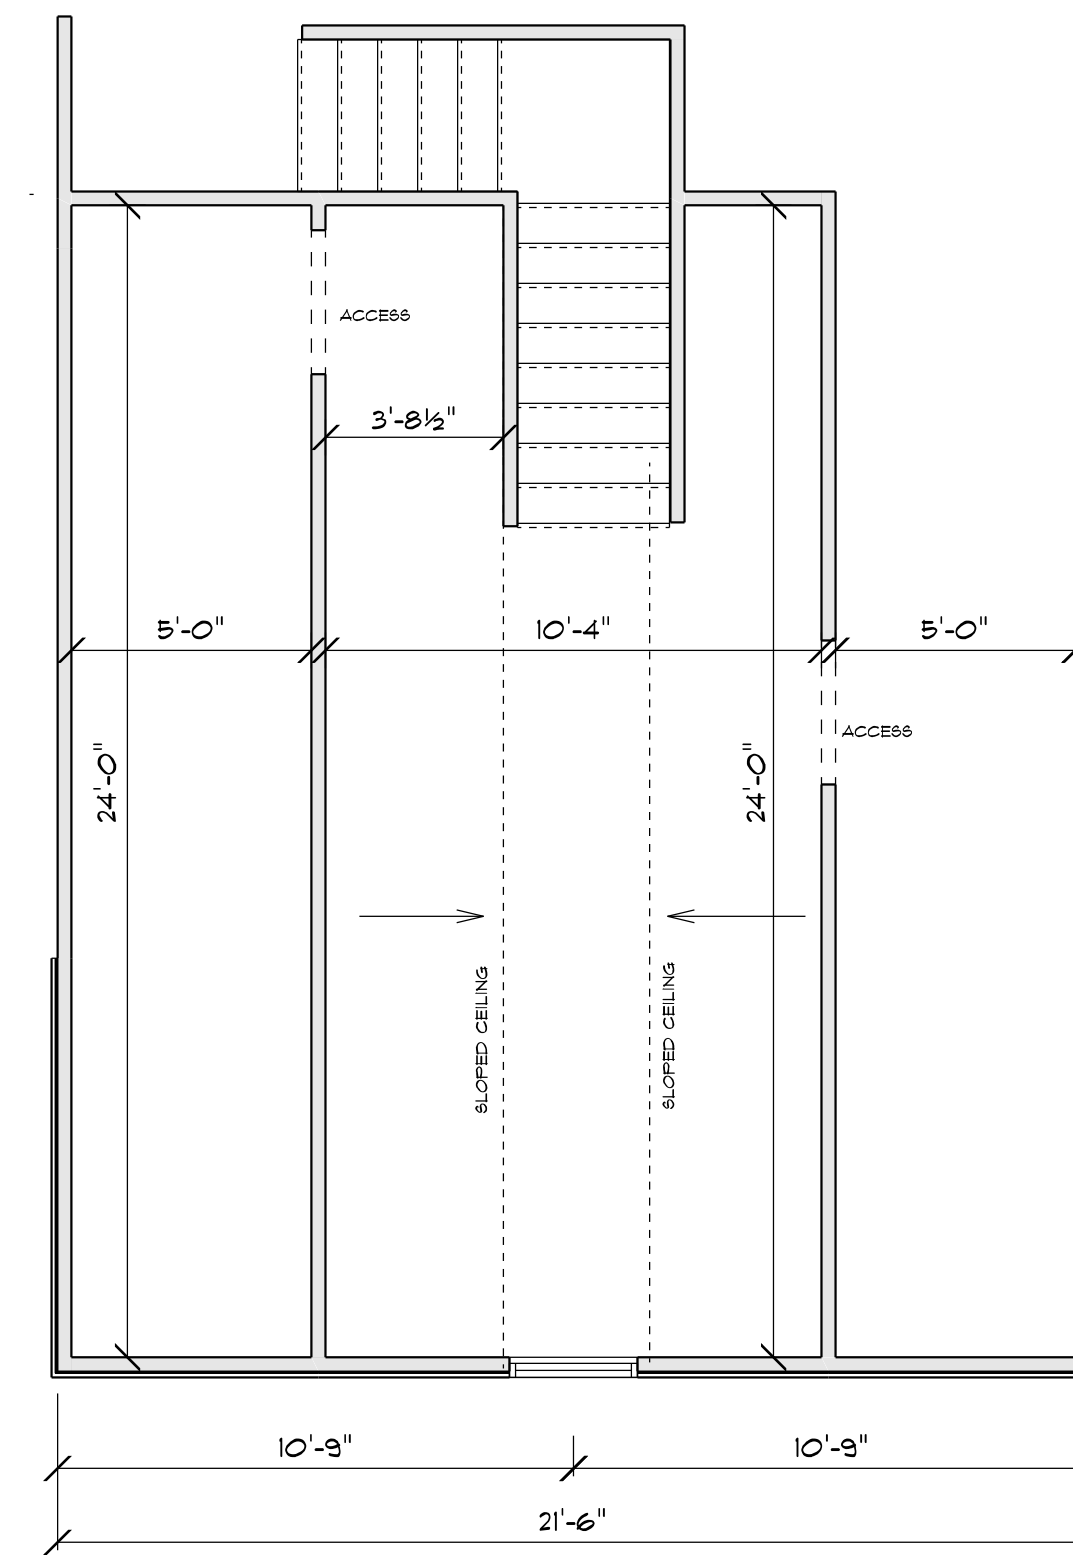 ACCESS
3'-8½"
5'-0"
10'-4"
5'-0"
ACCESS
24'-0"
24'-0"
SLOPED CEILING
SLOPED CEILING
10'-9"
10'-9"
21'-6"